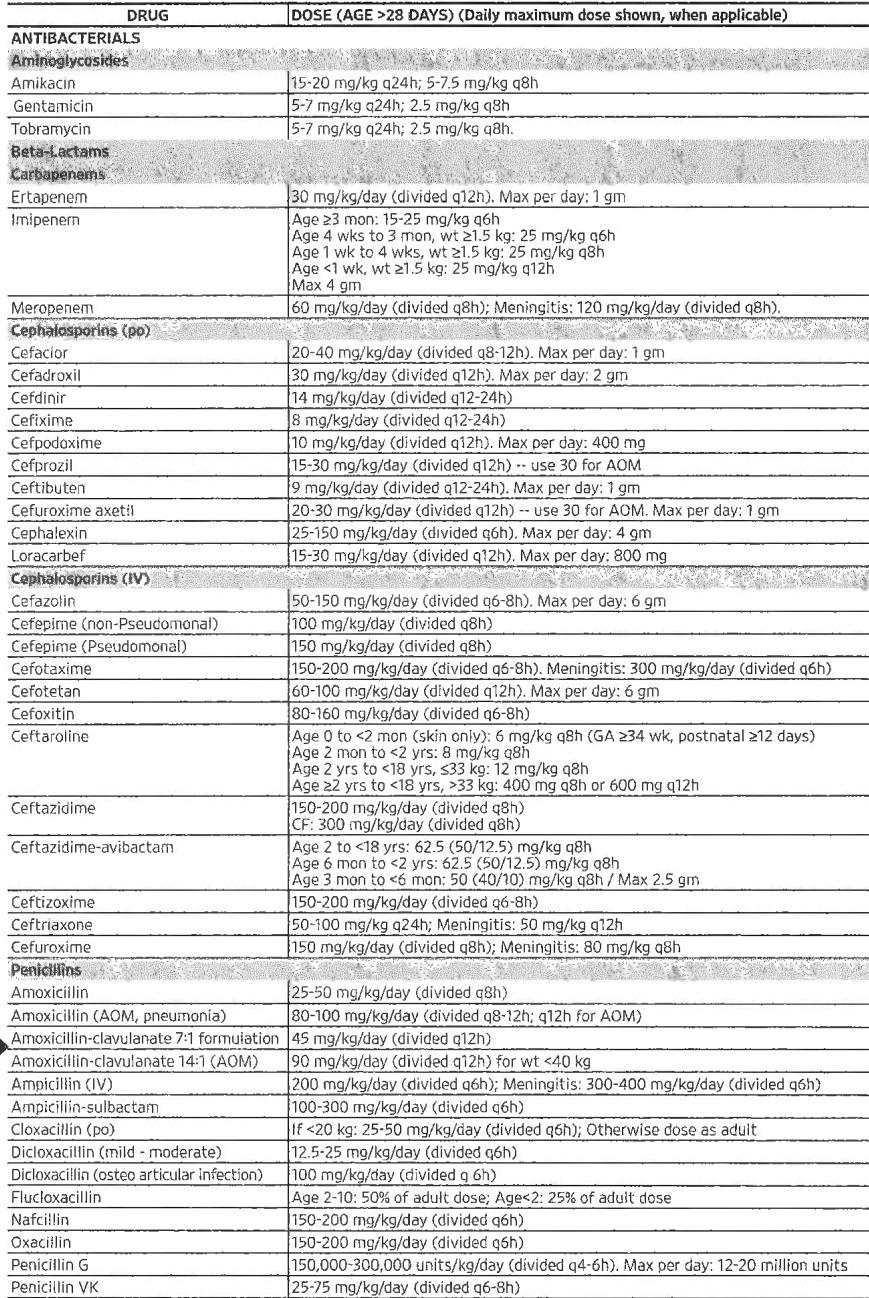 DRUG DOSE (AGE >28 DAYS) (Daily maximum dose shown, when applicable)
ANTIBACTERIALS
Aminoglycosides
Amikacin 15-20 mg/kg q24h; 5-7.5 mg/kg q8h
Gentamicin 5-7 mg/kg q24h; 2.5 mg/kg q8h
Tobramycin 5-7 mg/kg q24h; 2.5 mg/kg q8h.
Beta-Lactams
Carbapenems
Ertapenem 30 mg/kg/day (divided q12h). Max per day: 1 gm
Imipenem Age ≥3 mon: 15-25 mg/kg q6h
Age 4 wks to 3 mon, wt ≥1.5 kg: 25 mg/kg q6h
Age 1 wk to 4 wks, wt ≥1.5 kg: 25 mg/kg q8h
Age <1 wk, wt ≥1.5 kg: 25 mg/kg q12h
Max 4 gm
Meropenem 60 mg/kg/day (divided q8h); Meningitis: 120 mg/kg/day (divided q8h).
Cephalosporins (po)
Cefaclor 20-40 mg/kg/day (divided q8-12h). Max per day: 1 gm
Cefadroxil 30 mg/kg/day (divided q12h). Max per day: 2 gm
Cefdinir 14 mg/kg/day (divided q12-24h)
Cefixime 8 mg/kg/day (divided q12-24h)
Cefpodoxime 10 mg/kg/day (divided q12h). Max per day: 400 mg
Cefprozil 15-30 mg/kg/day (divided q12h) -- use 30 for AOM
Ceftibuten 9 mg/kg/day (divided q12-24h). Max per day: 1 gm
Cefuroxime axetil 20-30 mg/kg/day (divided q12h) -- use 30 for AOM. Max per day: 1 gm
Cephalexin 25-150 mg/kg/day (divided q6h). Max per day: 4 gm
Loracarbef 15-30 mg/kg/day (divided q12h). Max per day: 800 mg
Cephalosporins (IV)
Cefazolin 50-150 mg/kg/day (divided q6-8h). Max per day: 6 gm
Cefepime (non-Pseudomonal) 100 mg/kg/day (divided q8h)
Cefepime (Pseudomonal) 150 mg/kg/day (divided q8h)
Cefotaxime 150-200 mg/kg/day (divided q6-8h). Meningitis: 300 mg/kg/day (divided q6h)
Cefotetan 60-100 mg/kg/day (divided q12h). Max per day: 6 gm
Cefoxitin 80-160 mg/kg/day (divided q6-8h)
Ceftaroline Age 0 to <2 mon (skin only): 6 mg/kg q8h (GA ≥34 wk, postnatal ≥12 days)
Age 2 mon to <2 yrs: 8 mg/kg q8h
Age 2 yrs to <18 yrs, ≤33 kg: 12 mg/kg q8h
Age ≥2 yrs to <18 yrs, >33 kg: 400 mg q8h or 600 mg q12h
Ceftazidime 150-200 mg/kg/day (divided q8h)
CF: 300 mg/kg/day (divided q8h)
Ceftazidime-avibactam Age 2 to <18 yrs: 62.5 (50/12.5) mg/kg q8h
Age 6 mon to <2 yrs: 62.5 (50/12.5) mg/kg q8h
Age 3 mon to <6 mon: 50 (40/10) mg/kg q8h / Max 2.5 gm
Ceftizoxime 150-200 mg/kg/day (divided q6-8h)
Ceftriaxone 50-100 mg/kg q24h; Meningitis: 50 mg/kg q12h
Cefuroxime 150 mg/kg/day (divided q8h); Meningitis: 80 mg/kg q8h
Penicillins
Amoxicillin 25-50 mg/kg/day (divided q8h)
Amoxicillin (AOM, pneumonia) 80-100 mg/kg/day (divided q8-12h; q12h for AOM)
Amoxicillin-clavulanate 7:1 formulation 45 mg/kg/day (divided q12h)
Amoxicillin-clavulanate 14:1 (AOM) 90 mg/kg/day (divided q12h) for wt <40 kg
Ampicillin (IV) 200 mg/kg/day (divided q6h); Meningitis: 300-400 mg/kg/day (divided q6h)
Ampicillin-sulbactam 100-300 mg/kg/day (divided q6h)
Cloxacillin (po) If <20 kg: 25-50 mg/kg/day (divided q6h); Otherwise dose as adult
Dicloxacillin (mild - moderate) 12.5-25 mg/kg/day (divided q6h)
Dicloxacillin (osteo articular infection) 100 mg/kg/day (divided q 6h)
Flucloxacillin Age 2-10: 50% of adult dose; Age<2: 25% of adult dose
Nafcillin 150-200 mg/kg/day (divided q6h)
Oxacillin 150-200 mg/kg/day (divided q6h)
Penicillin G 150,000-300,000 units/kg/day (divided q4-6h). Max per day: 12-20 million units
Penicillin VK 25-75 mg/kg/day (divided q6-8h)